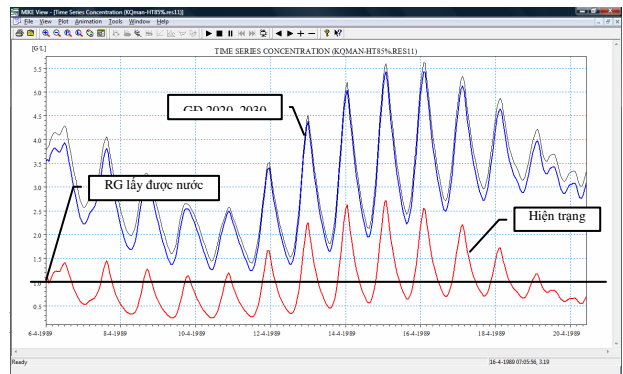 MIKE View - [Time Series Concentration (KQman-HT85%.res11)]
File View Plot Animation Tools Window Help
[G/L]
TIME SERIES CONCENTRATION (KQMAN-HT85%.RES11)
5.5
5.0
GĐ 2020, 2030
4.5
4.0
3.5
3.0
RG lấy được nước
2.5
Hiện trạng
2.0
1.5
1.0
0.5
6-4-1989 8-4-1989 10-4-1989 12-4-1989 14-4-1989 16-4-1989 18-4-1989 20-4-1989
Ready 16-4-1989 07:05:56, 3.19